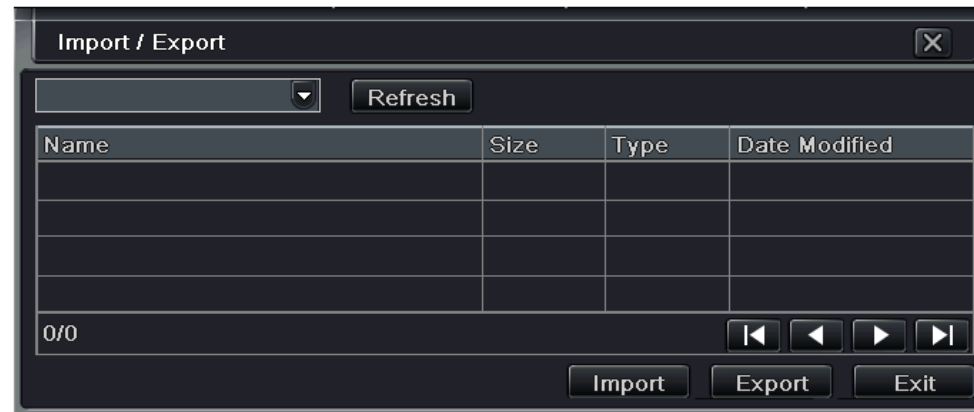 Import / Export
Refresh
Name Size Type Date Modified
0/0
Import Export Exit